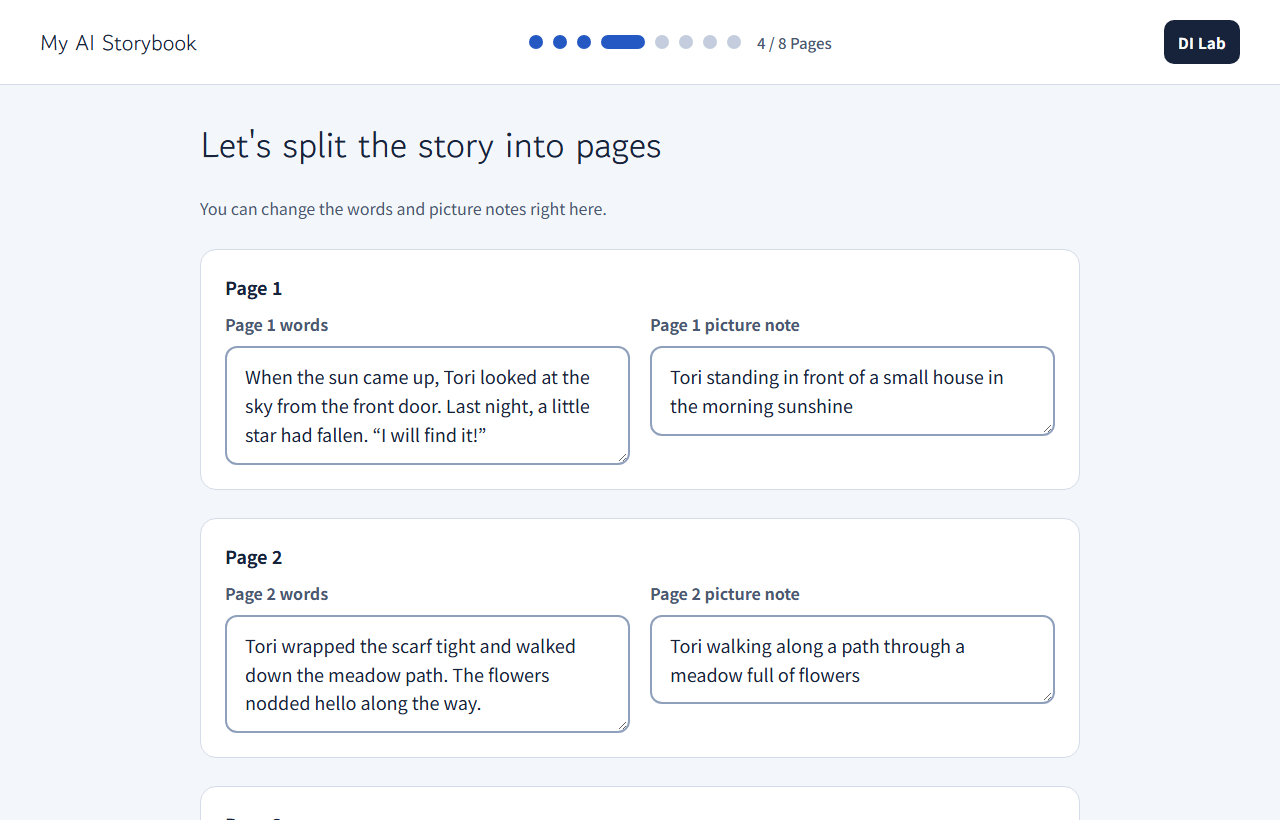 My AI Storybook
4 / 8 Pages
DI Lab
Let's split the story into pages
You can change the words and picture notes right here.
Page 1
Page 1 words
When the sun came up, Tori looked at the
sky from the front door. Last night, a little
star had fallen. “I will find it!”
Page 1 picture note
Tori standing in front of a small house in
the morning sunshine
Page 2
Page 2 words
Tori wrapped the scarf tight and walked
down the meadow path. The flowers
nodded hello along the way.
Page 2 picture note
Tori walking along a path through a
meadow full of flowers